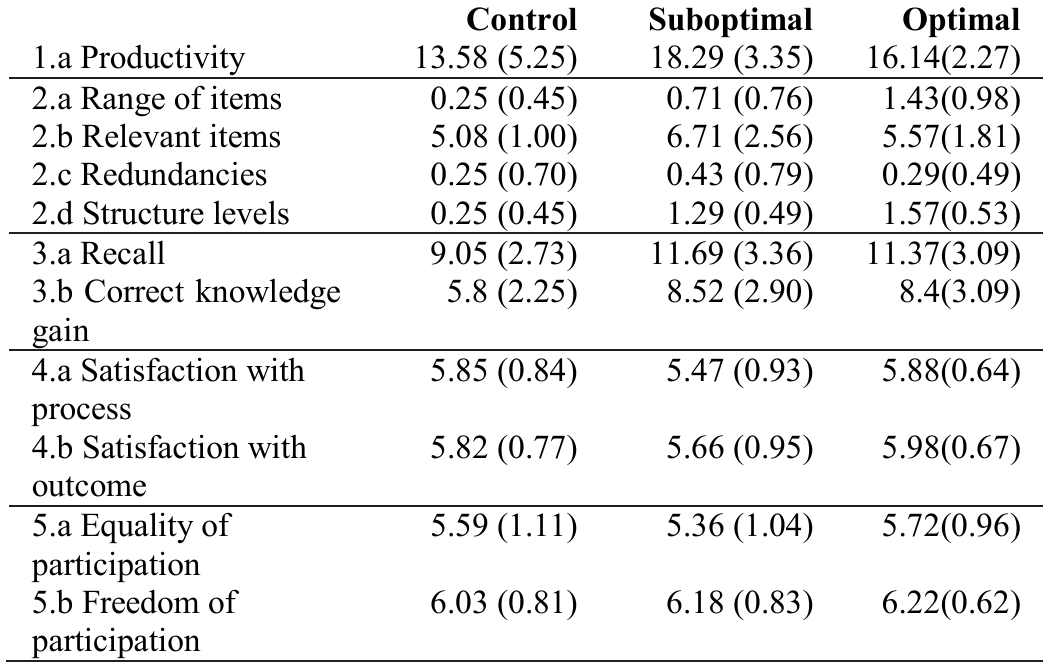 Control Suboptimal Optimal
1.a Productivity 13.58 (5.25) 18.29 (3.35) 16.14(2.27)
2.a Range of items 0.25 (0.45) 0.71 (0.76) 1.43(0.98)
2.b Relevant items 5.08 (1.00) 6.71 (2.56) 5.57(1.81)
2.c Redundancies 0.25 (0.70) 0.43 (0.79) 0.29(0.49)
2.d Structure levels 0.25 (0.45) 1.29 (0.49) 1.57(0.53)
3.a Recall 9.05 (2.73) 11.69 (3.36) 11.37(3.09)
3.b Correct knowledge 5.8 (2.25) 8.52 (2.90) 8.4(3.09)
gain
4.a Satisfaction with 5.85 (0.84) 5.47 (0.93) 5.88(0.64)
process
4.b Satisfaction with 5.82 (0.77) 5.66 (0.95) 5.98(0.67)
outcome
5.a Equality of 5.59 (1.11) 5.36 (1.04) 5.72(0.96)
participation
5.b Freedom of 6.03 (0.81) 6.18 (0.83) 6.22(0.62)
participation